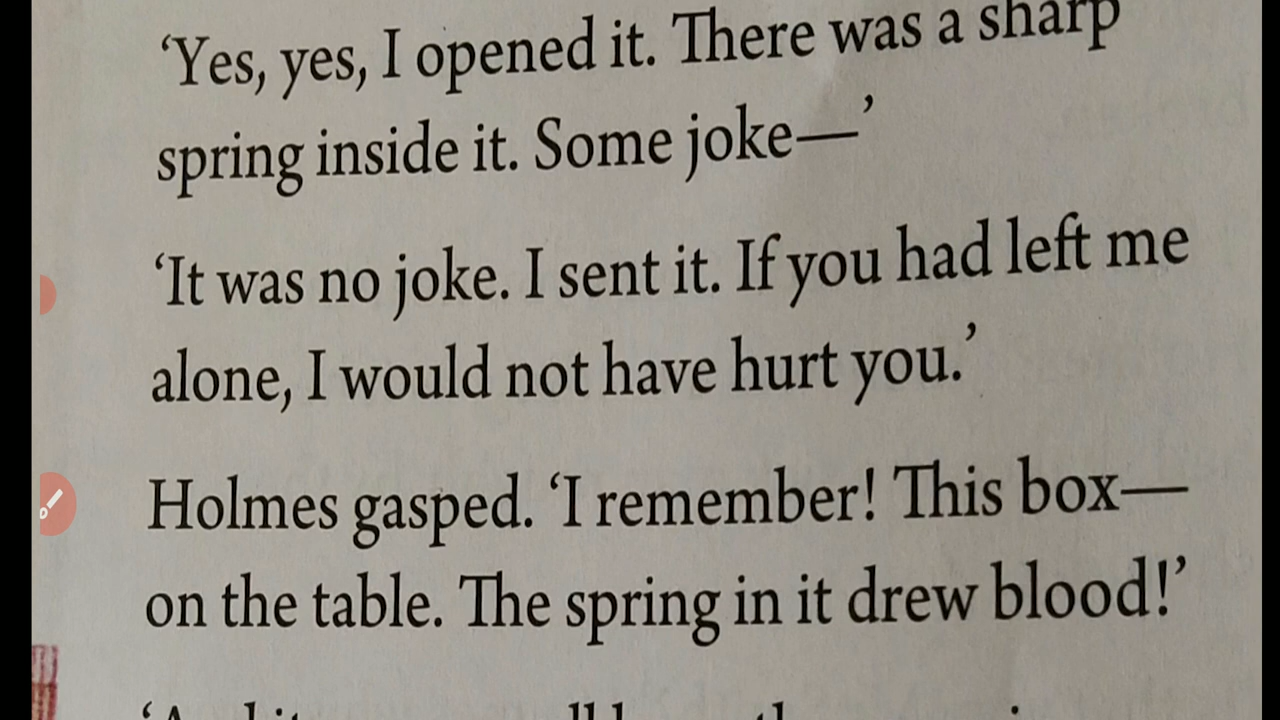 ‘Yes, yes, I opened it. There was a sharp
spring inside it. Some joke—’
‘It was no joke. I sent it. If you had left me
alone, I would not have hurt you.’
Holmes gasped. ‘I remember! This box—
on the table. The spring in it drew blood!’